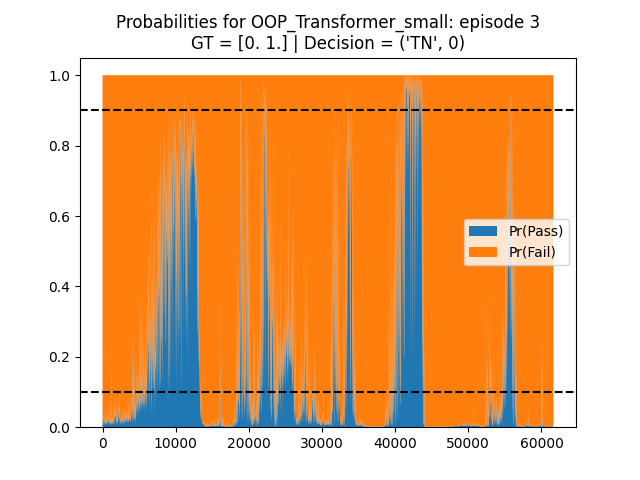 Probabilities for OOP_Transformer_small: episode 3
GT = [0. 1.] | Decision = ('TN', 0)
1.0
0.8
0.6
0.4
0.2
0.0
Pr(Pass)
Pr(Fail)
0 10000 20000 30000 40000 50000 60000